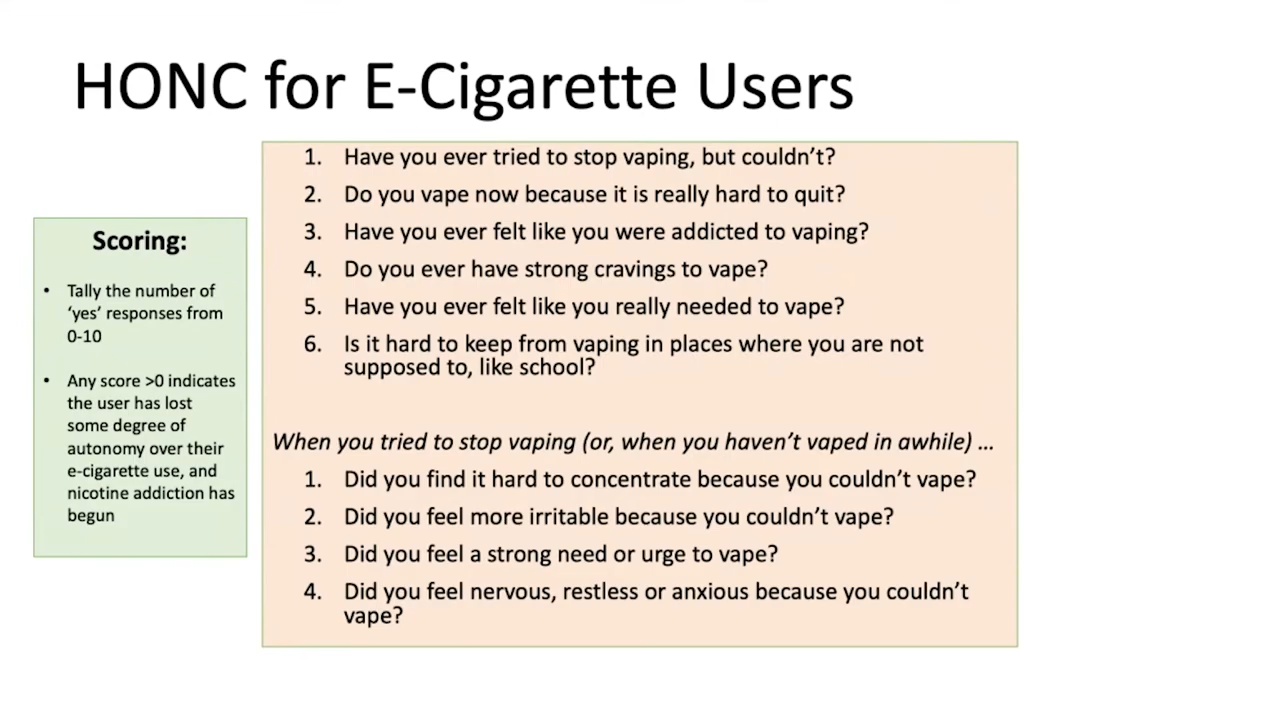 HONC for E-Cigarette Users
Scoring:
• Tally the number of
‘yes’ responses from
0-10
• Any score >0 indicates
the user has lost
some degree of
autonomy over their
e-cigarette use, and
nicotine addiction has
begun
1. Have you ever tried to stop vaping, but couldn’t?
2. Do you vape now because it is really hard to quit?
3. Have you ever felt like you were addicted to vaping?
4. Do you ever have strong cravings to vape?
5. Have you ever felt like you really needed to vape?
6. Is it hard to keep from vaping in places where you are not
supposed to, like school?
When you tried to stop vaping (or, when you haven’t vaped in awhile) …
1. Did you find it hard to concentrate because you couldn’t vape?
2. Did you feel more irritable because you couldn’t vape?
3. Did you feel a strong need or urge to vape?
4. Did you feel nervous, restless or anxious because you couldn’t
vape?